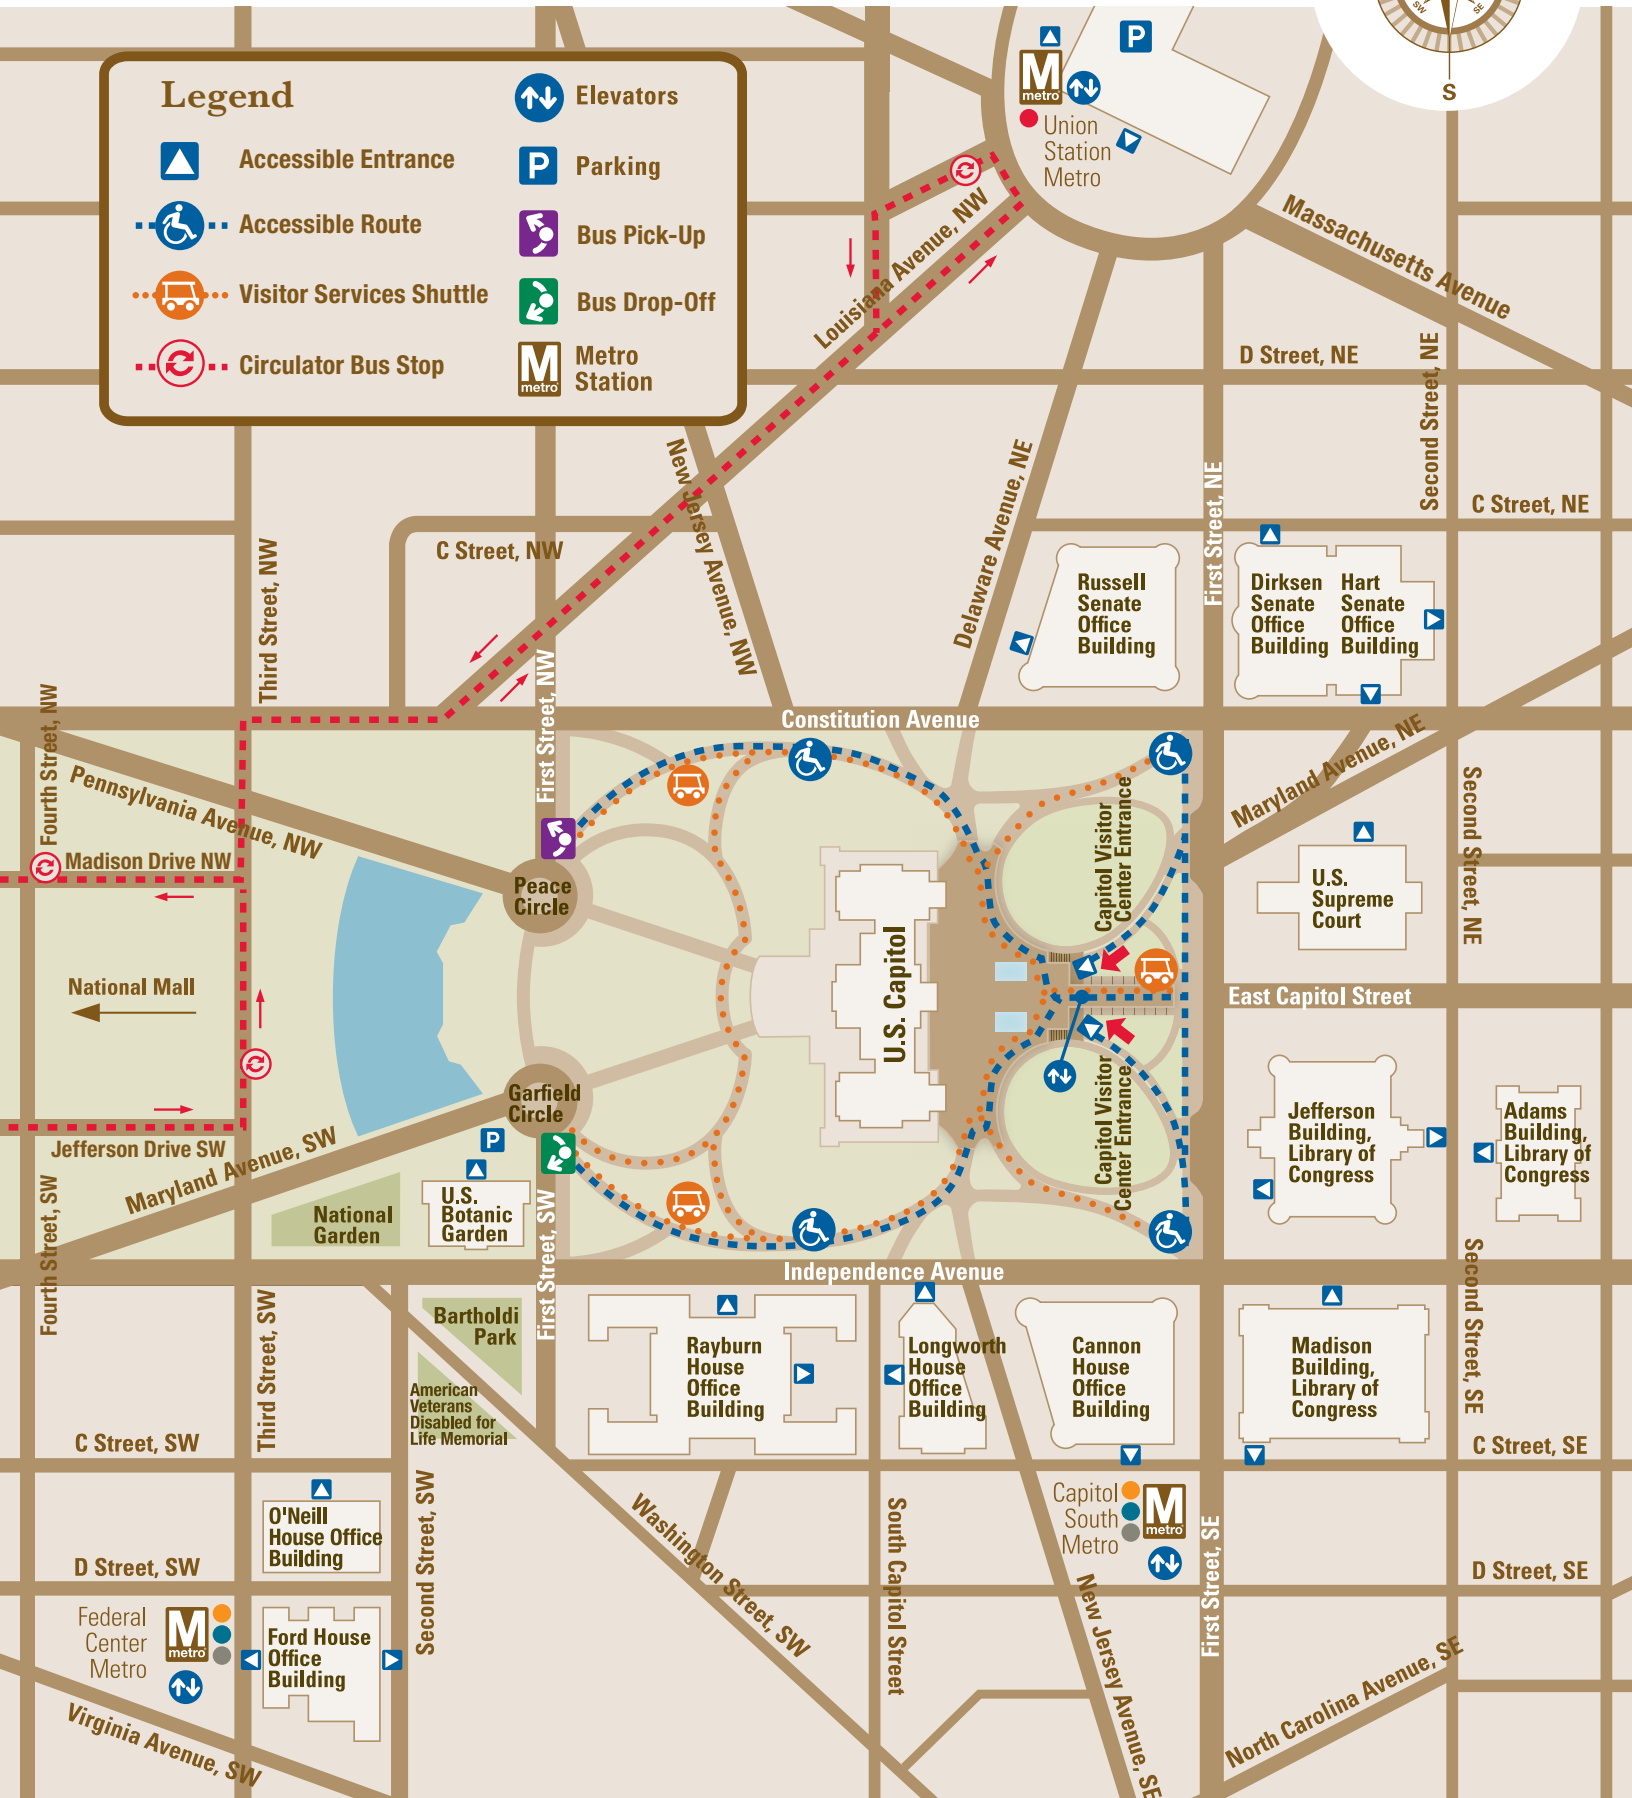 SW
SE
S
Legend
Accessible Entrance
Accessible Route
Visitor Services Shuttle
Circulator Bus Stop
Elevators
P
Parking
Bus Pick-Up
Bus Drop-Off
M
metro
Metro
Station
P
M
metro
Union
Station
Metro
Louisiana Avenue, NW
Massachusetts Avenue
D Street, NE
Second Street, NE
C Street, NE
First Street, NE
Delaware Avenue, NE
New Jersey Avenue, NW
C Street, NW
Third Street, NW
First Street, NW
Fourth Street, NW
Russell
Senate
Office
Building
Dirksen
Senate
Office
Building
Hart
Senate
Office
Building
Constitution Avenue
Maryland Avenue, NE
Second Street, NE
Pennsylvania Avenue, NW
Madison Drive NW
Peace
Circle
Capitol Visitor
Center Entrance
U.S.
Supreme
Court
National Mall
U.S. Capitol
East Capitol Street
Garfield
Circle
Capitol Visitor
Center Entrance
Jefferson
Building,
Library of
Congress
Adams
Building,
Library of
Congress
Jefferson Drive SW
Maryland Avenue, SW
P
U.S.
Botanic
Garden
National
Garden
Fourth Street, SW
First Street, SW
Independence Avenue
Second Street, SE
Third Street, SW
Bartholdi
Park
American
Veterans
Disabled for
Life Memorial
Rayburn
House
Office
Building
Longworth
House
Office
Building
Cannon
House
Office
Building
Madison
Building,
Library of
Congress
C Street, SW
C Street, SE
O'Neill
House Office
Building
Second Street, SW
Washington Street, SW
South Capitol Street
Capitol
South
Metro
M
metro
First Street, SE
D Street, SW
D Street, SE
Federal
Center
Metro
M
metro
Ford House
Office
Building
New Jersey Avenue, SE
North Carolina Avenue, SE
Virginia Avenue, SW